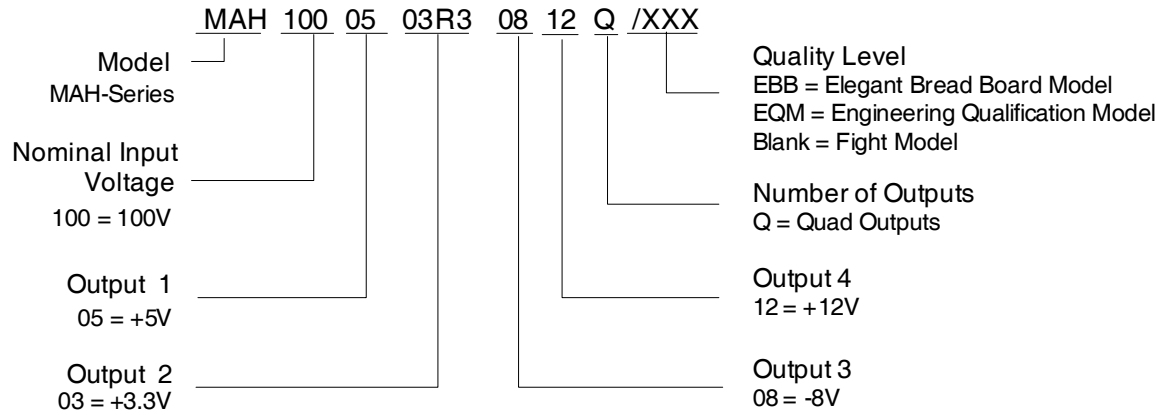 MAH 100 05 03R3 08 12 Q /XXX
Model
MAH-Series
Nominal Input
Voltage
100 = 100V
Output 1
05 = +5V
Output 2
03 = +3.3V
Quality Level
EBB = Elegant Bread Board Model
EQM = Engineering Qualification Model
Blank = Fight Model
Number of Outputs
Q = Quad Outputs
Output 4
12 = +12V
Output 3
08 = -8V